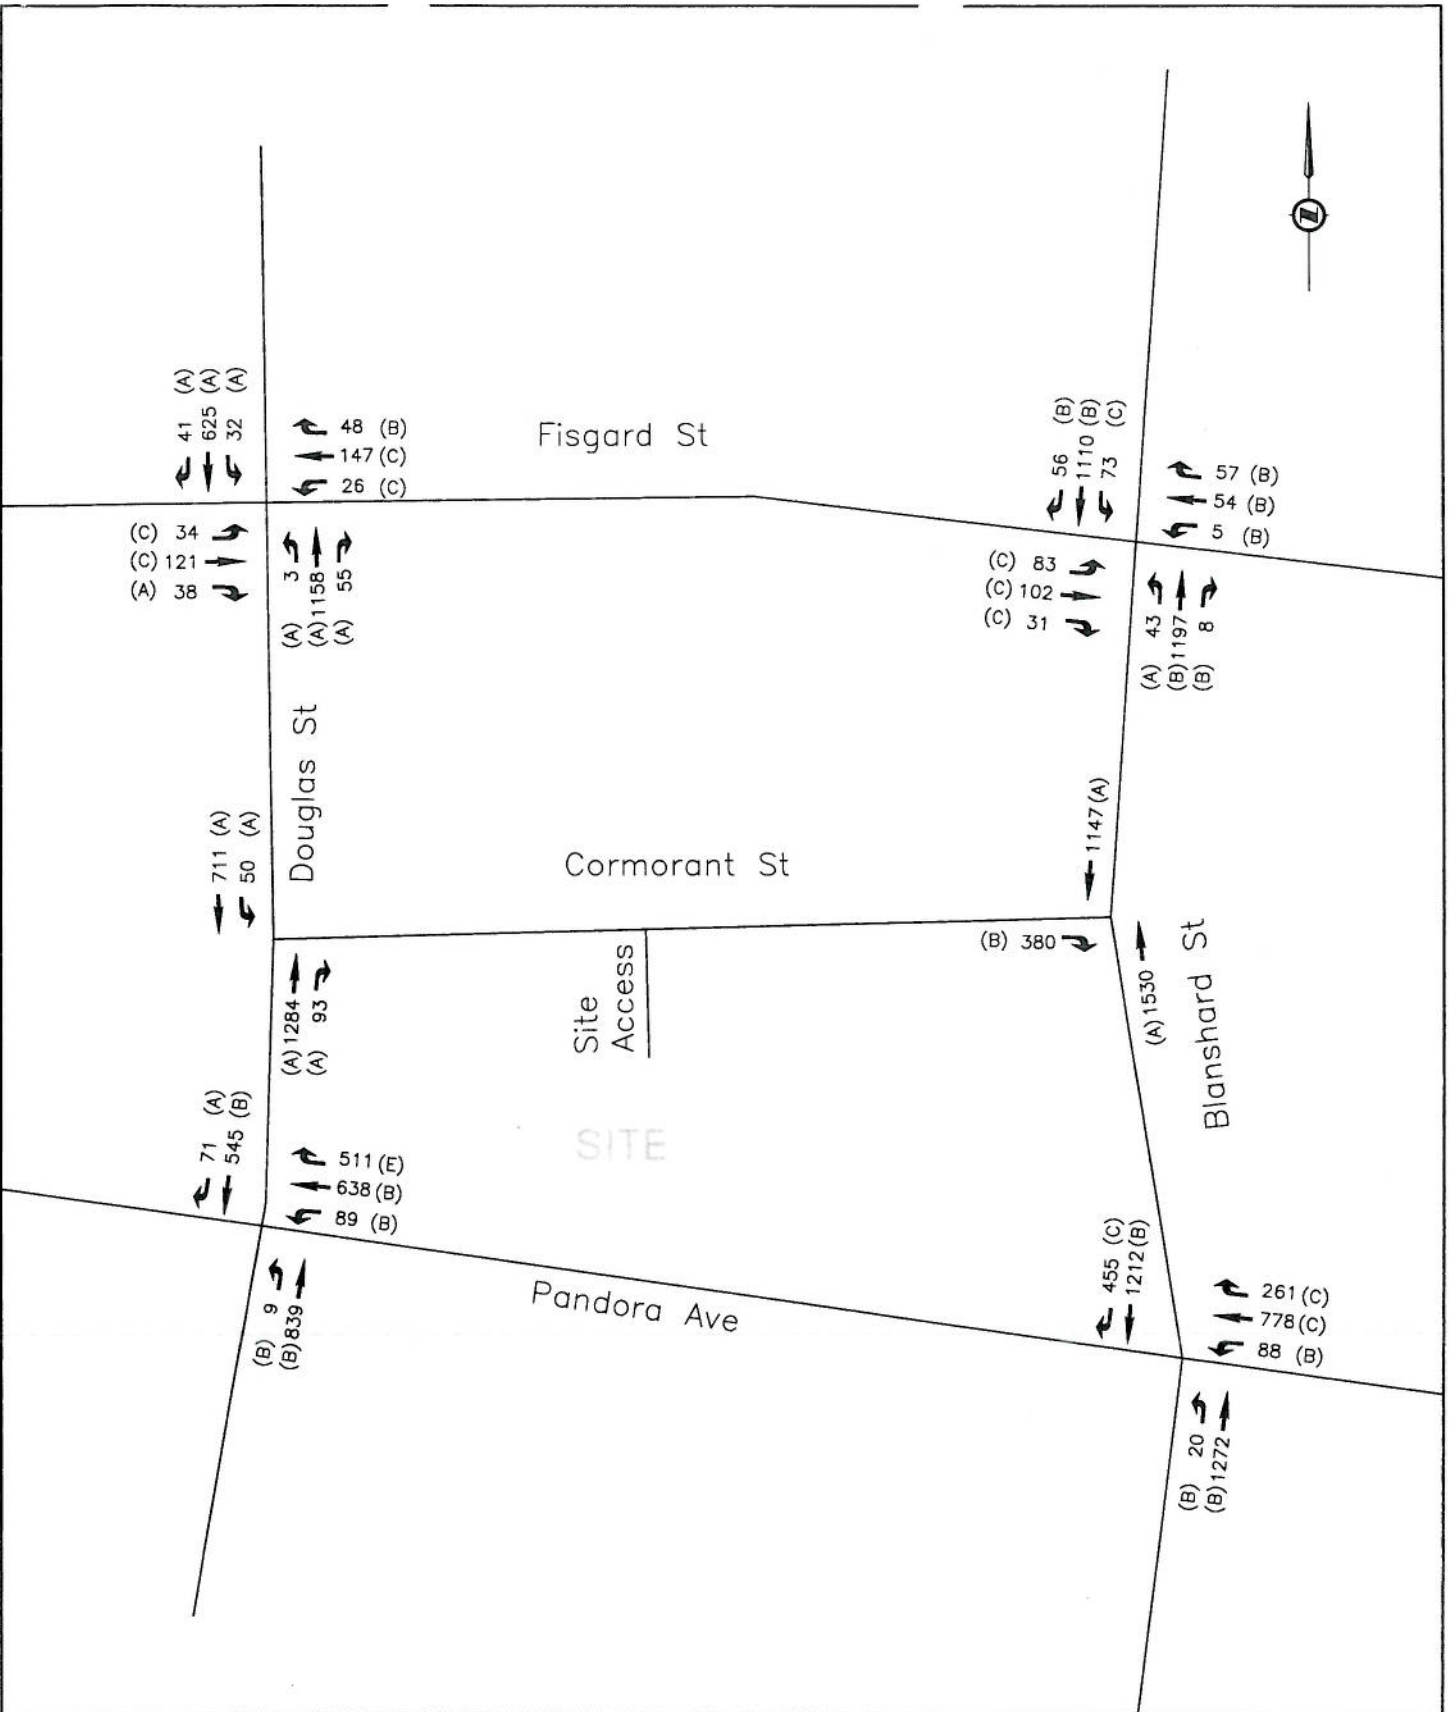 41 (A)
625 (A)
32 (A)
48 (B)
147 (C)
26 (C)
Fisgard St
56 (B)
1110 (B)
73 (C)
57 (B)
54 (B)
5 (B)
(C) 34
(C) 121
(A) 38
(A) 3
(A) 1158
(A) 55
(C) 83
(C) 102
(C) 31
(A) 43
(B) 1197
(B) 8
N
Douglas St
711 (A)
50 (A)
Cormorant St
1147 (A)
(B) 380
(A) 1284
(A) 93
Site
Access
(A) 1530
Blanshard St
71 (A)
545 (B)
511 (E)
638 (B)
89 (B)
SITE
(B) 9
(B) 839
Pandora Ave
455 (C)
1212 (B)
261 (C)
778 (C)
88 (B)
(B) 20
(B) 1272